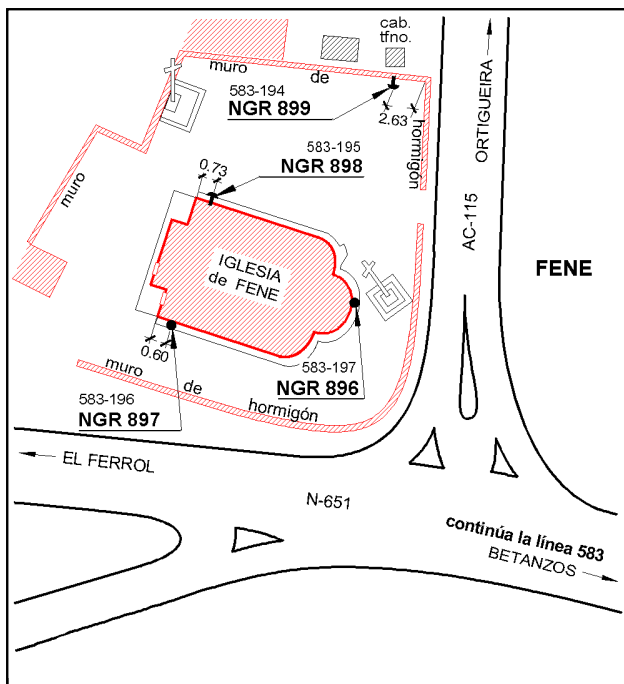 cab.
tfno.
muro
de
hormigón
583-194
NGR 899
2.63
ORTIGUEIRA
AC-115
583-195
NGR 898
0.73
muro
IGLESIA
de FENE
FENE
583-197
NGR 896
0.60
583-196
NGR 897
muro
de
hormigón
EL FERROL
N-651
continúa la línea 583
BETANZOS